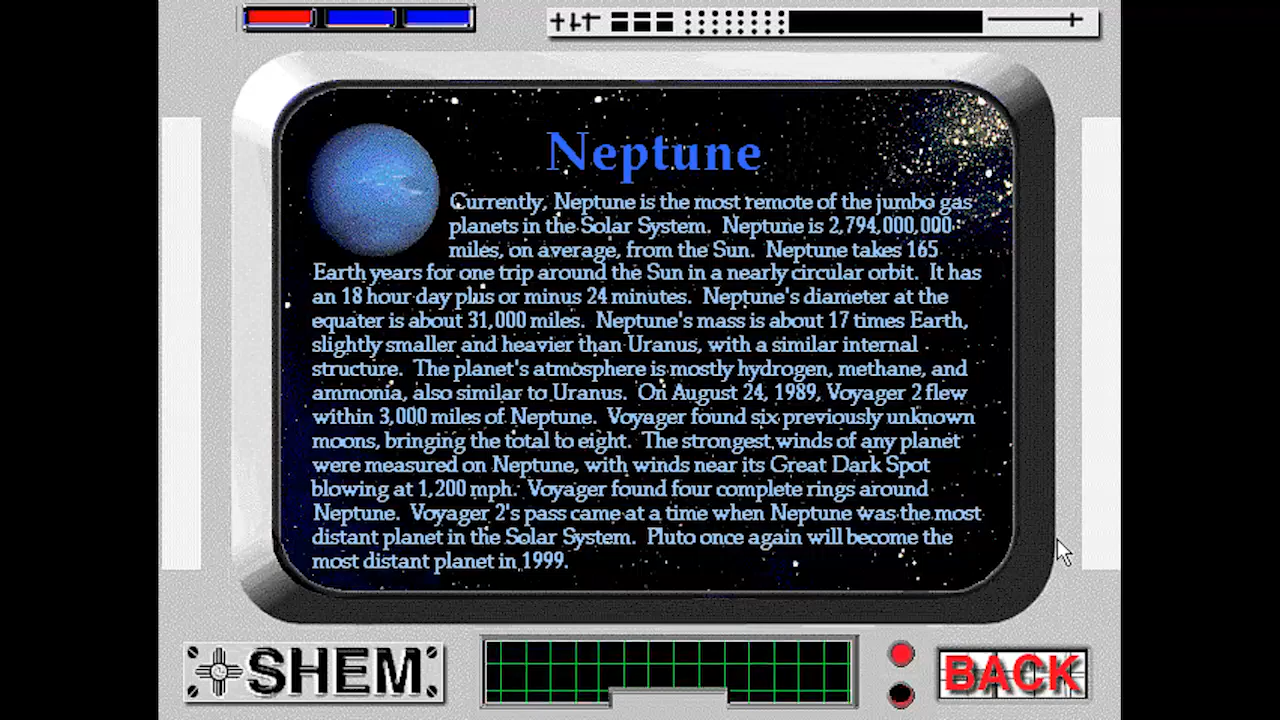 Neptune
Currently, Neptune is the most remote of the jumbo gas
planets in the Solar System.  Neptune is 2,794,000,000
miles, on average, from the Sun.  Neptune takes 165
Earth years for one trip around the Sun in a nearly circular orbit.  It has
an 18 hour day plus or minus 24 minutes.  Neptune's diameter at the
equater is about 31,000 miles.  Neptune's mass is about 17 times Earth,
slightly smaller and heavier than Uranus, with a similar internal
structure.  The planet's atmosphere is mostly hydrogen, methane, and
ammonia, also similar to Uranus.  On August 24, 1989, Voyager 2 flew
within 3,000 miles of Neptune.  Voyager found six previously unknown
moons, bringing the total to eight.  The strongest winds of any planet
were measured on Neptune, with winds near its Great Dark Spot
blowing at 1,200 mph.  Voyager found four complete rings around
Neptune.  Voyager 2's pass came at a time when Neptune was the most
distant planet in the Solar System.  Pluto once again will become the
most distant planet in 1999.
SHEM
BACK